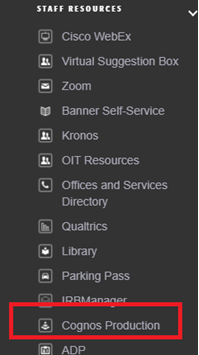 STAFF RESOURCES
Cisco WebEx
Virtual Suggestion Box
Zoom
Banner Self-Service
Kronos
OIT Resources
Offices and Services
Directory
Qualtrics
Library
Parking Pass
IRBManager
Cognos Production
ADP